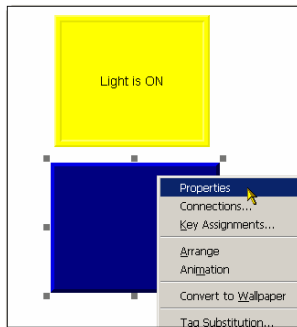 Light is ON
Properties
Connections...
Key Assignments...
Arrange
Animation
Convert to Wallpaper
Tag Substitution...